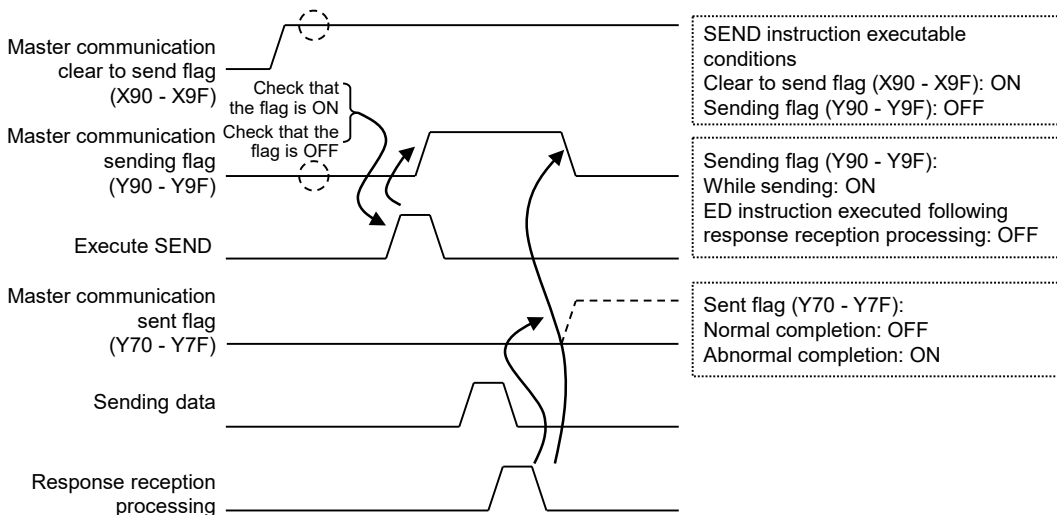 Master communication
clear to send flag
(X90 - X9F)
Check that
the flag is ON
Check that the
flag is OFF
Master communication
sending flag
(Y90 - Y9F)
Execute SEND
Master communication
sent flag
(Y70 - Y7F)
Sending data
Response reception
processing
SEND instruction executable
conditions
Clear to send flag (X90 - X9F): ON
Sending flag (Y90 - Y9F): OFF
Sending flag (Y90 - Y9F):
While sending: ON
ED instruction executed following
response reception processing: OFF
Sent flag (Y70 - Y7F):
Normal completion: OFF
Abnormal completion: ON